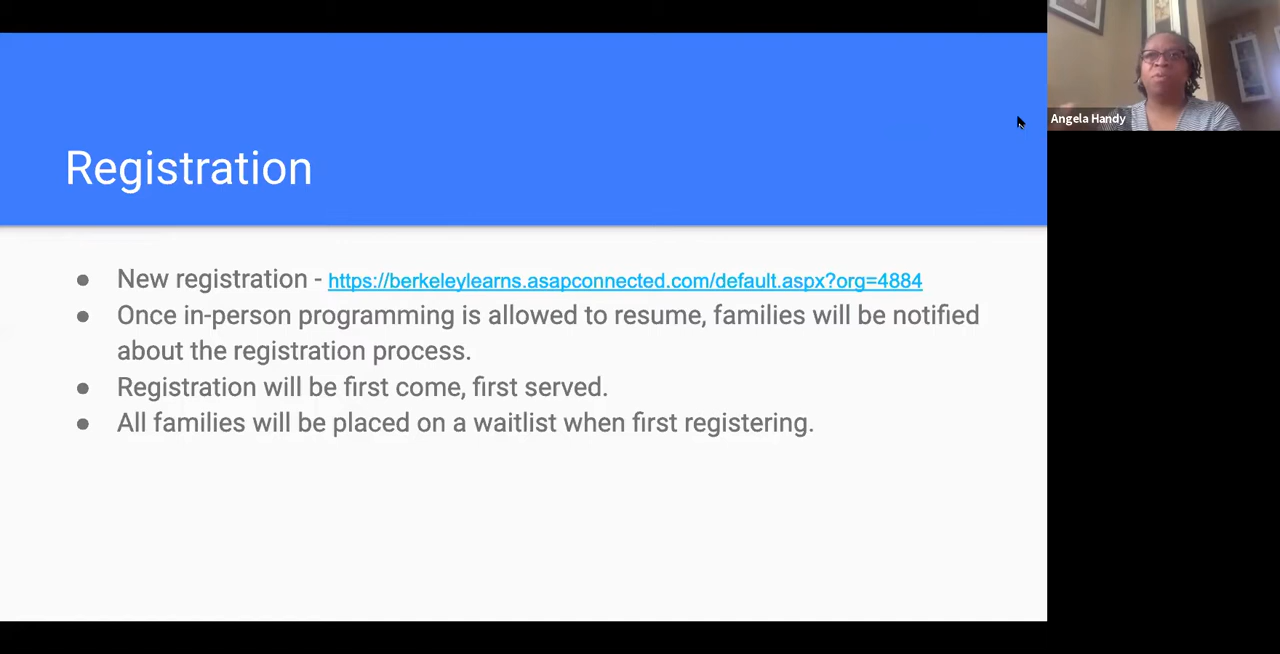 Registration
● New registration - https://berkeleylearns.asapconnected.com/default.aspx?org=4884
● Once in-person programming is allowed to resume, families will be notified
about the registration process.
● Registration will be first come, first served.
● All families will be placed on a waitlist when first registering.
Angela Handy